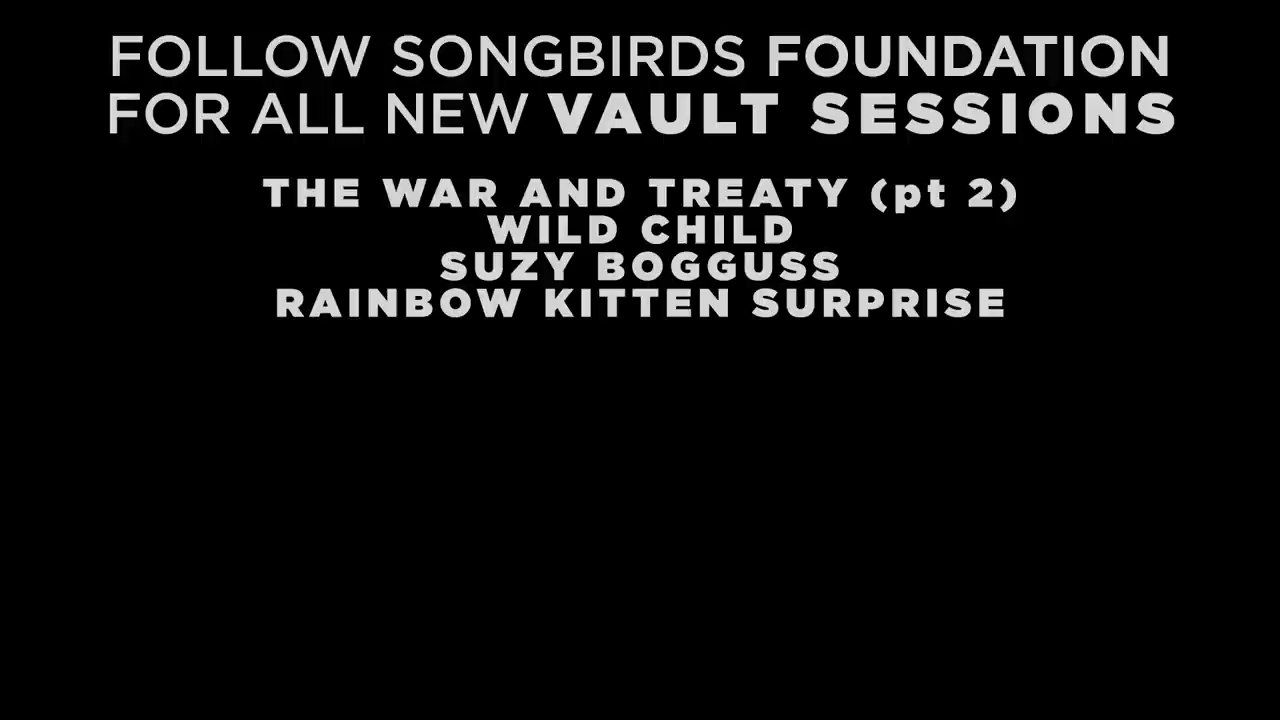 FOLLOW SONGBIRDS FOUNDATION
FOR ALL NEW VAULT SESSIONS
THE WAR AND TREATY (pt 2)
WILD CHILD
SUZY BOGGUSS
RAINBOW KITTEN SURPRISE